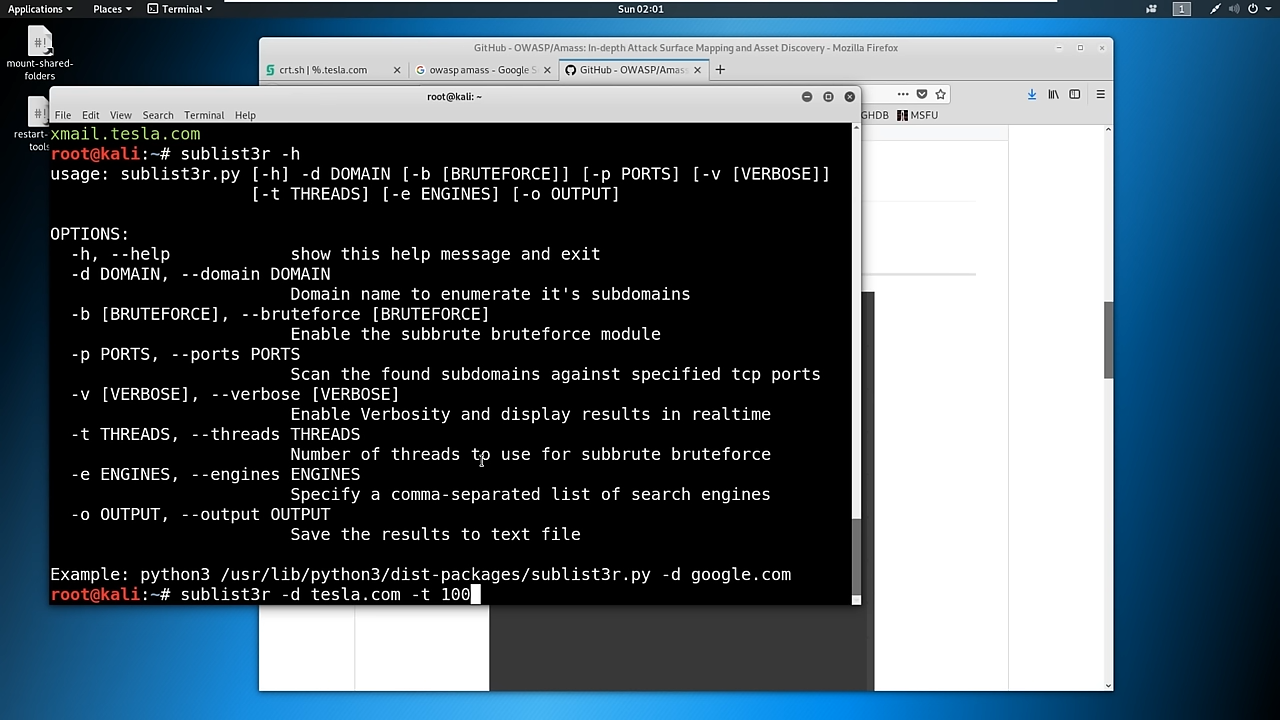 Applications
Places
Terminal
Sun 02:01
1
mount-shared-
folders
restart-
tools
GitHub - OWASP/Amass: In-depth Attack Surface Mapping and Asset Discovery - Mozilla Firefox
crt.sh | %.tesla.com
owasp amass - Google S
GitHub - OWASP/Amass
GHDB
MSFU
root@kali: ~
File Edit View Search Terminal Help
xmail.tesla.com
root@kali:~# sublist3r -h
usage: sublist3r.py [-h] -d DOMAIN [-b [BRUTEFORCE]] [-p PORTS] [-v [VERBOSE]]
[-t THREADS] [-e ENGINES] [-o OUTPUT]
OPTIONS:
-h, --help show this help message and exit
-d DOMAIN, --domain DOMAIN
Domain name to enumerate it's subdomains
-b [BRUTEFORCE], --bruteforce [BRUTEFORCE]
Enable the subbrute bruteforce module
-p PORTS, --ports PORTS
Scan the found subdomains against specified tcp ports
-v [VERBOSE], --verbose [VERBOSE]
Enable Verbosity and display results in realtime
-t THREADS, --threads THREADS
Number of threads to use for subbrute bruteforce
-e ENGINES, --engines ENGINES
Specify a comma-separated list of search engines
-o OUTPUT, --output OUTPUT
Save the results to text file
Example: python3 /usr/lib/python3/dist-packages/sublist3r.py -d google.com
root@kali:~# sublist3r -d tesla.com -t 100